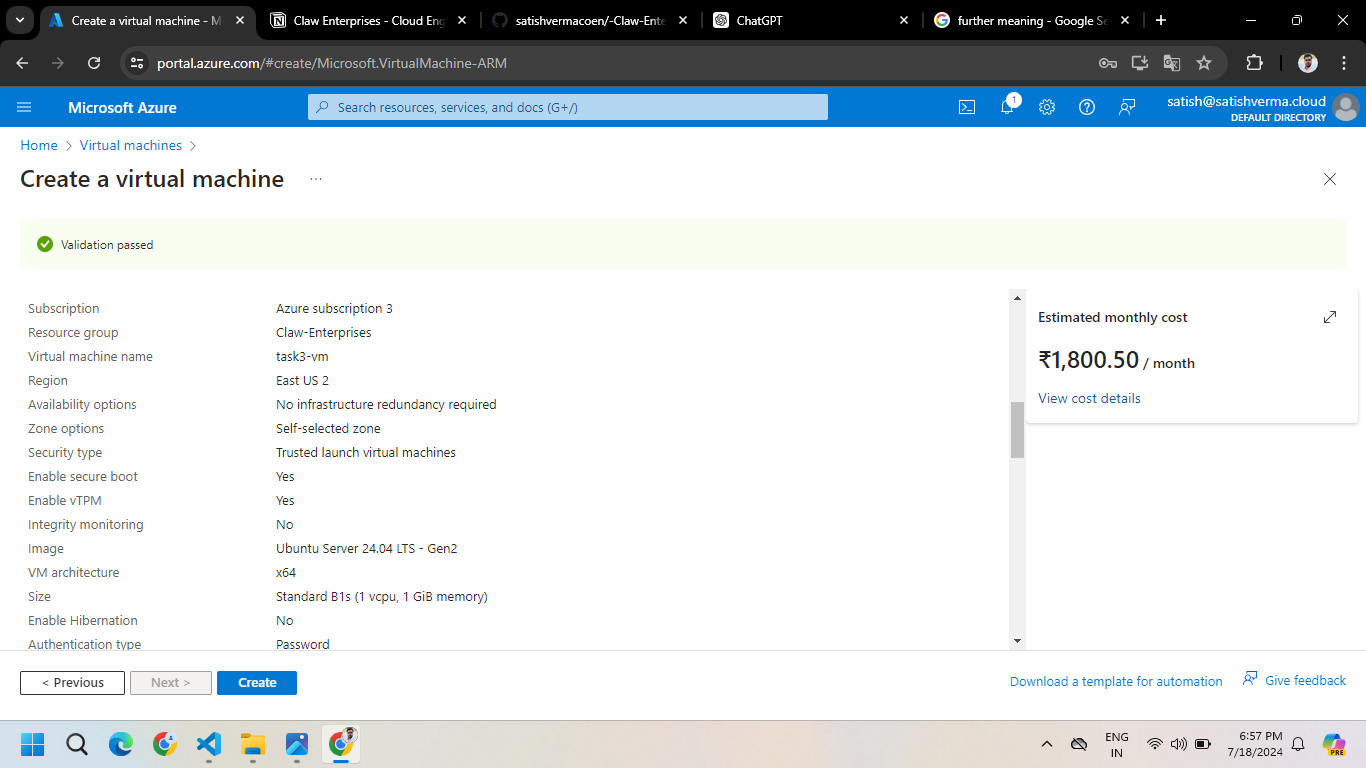 Create a virtual machine - M
Claw Enterprises - Cloud Eng
satishvermacoen/-Claw-Ente
ChatGPT
further meaning - Google Se
portal.azure.com/#create/Microsoft.VirtualMachine-ARM
Microsoft Azure
Search resources, services, and docs (G+/)
1
satish@satishverma.cloud
DEFAULT DIRECTORY
Home > Virtual machines >
Create a virtual machine ...
Validation passed
Subscription Azure subscription 3
Resource group Claw-Enterprises
Virtual machine name task3-vm
Region East US 2
Availability options No infrastructure redundancy required
Zone options Self-selected zone
Security type Trusted launch virtual machines
Enable secure boot Yes
Enable vTPM Yes
Integrity monitoring No
Image Ubuntu Server 24.04 LTS - Gen2
VM architecture x64
Size Standard B1s (1 vcpu, 1 GiB memory)
Enable Hibernation No
Authentication type Password
Estimated monthly cost
₹1,800.50 / month
View cost details
< Previous
Next >
Create
Download a template for automation
Give feedback
ENG
IN
6:57 PM
7/18/2024
PRE